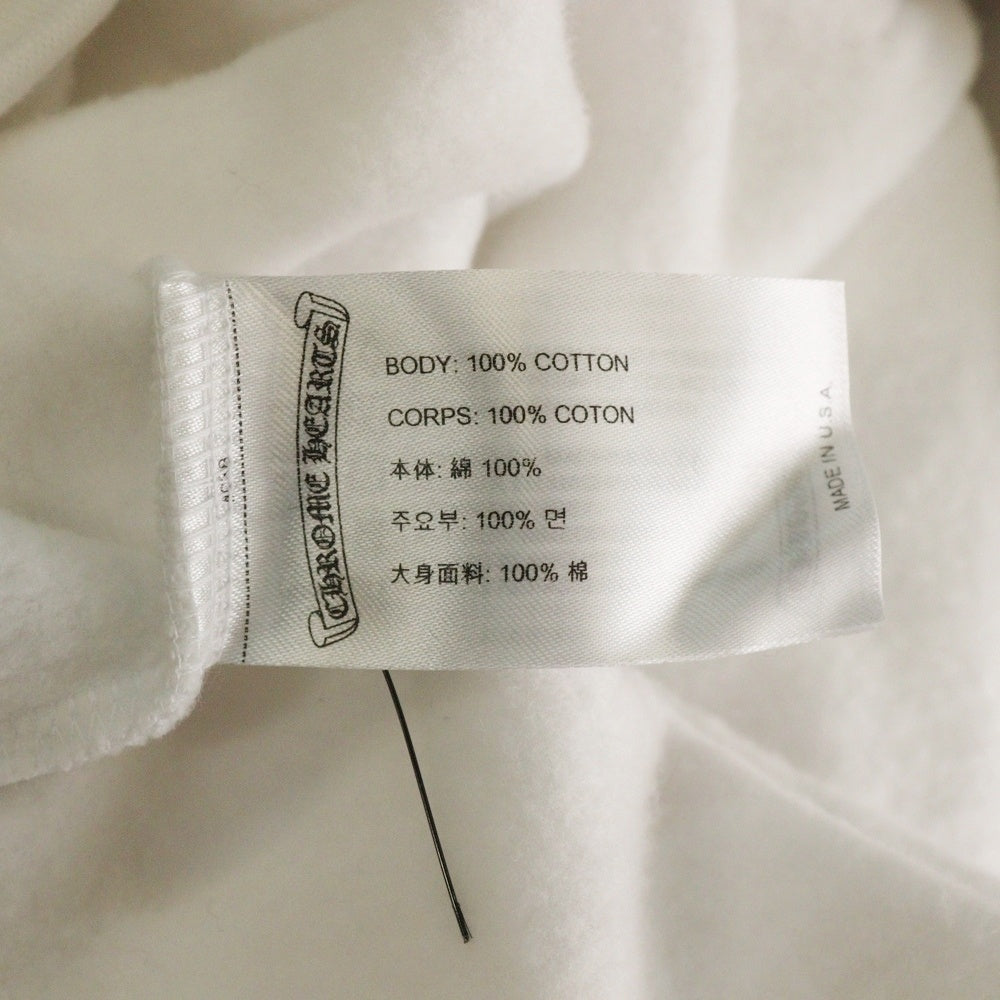 CHROME HEARTS
BODY: 100% COTTON
CORPS: 100% COTON
本体: 綿 100%
주요부: 100% 면
大身面料: 100% 棉
MADE IN U.S.A.